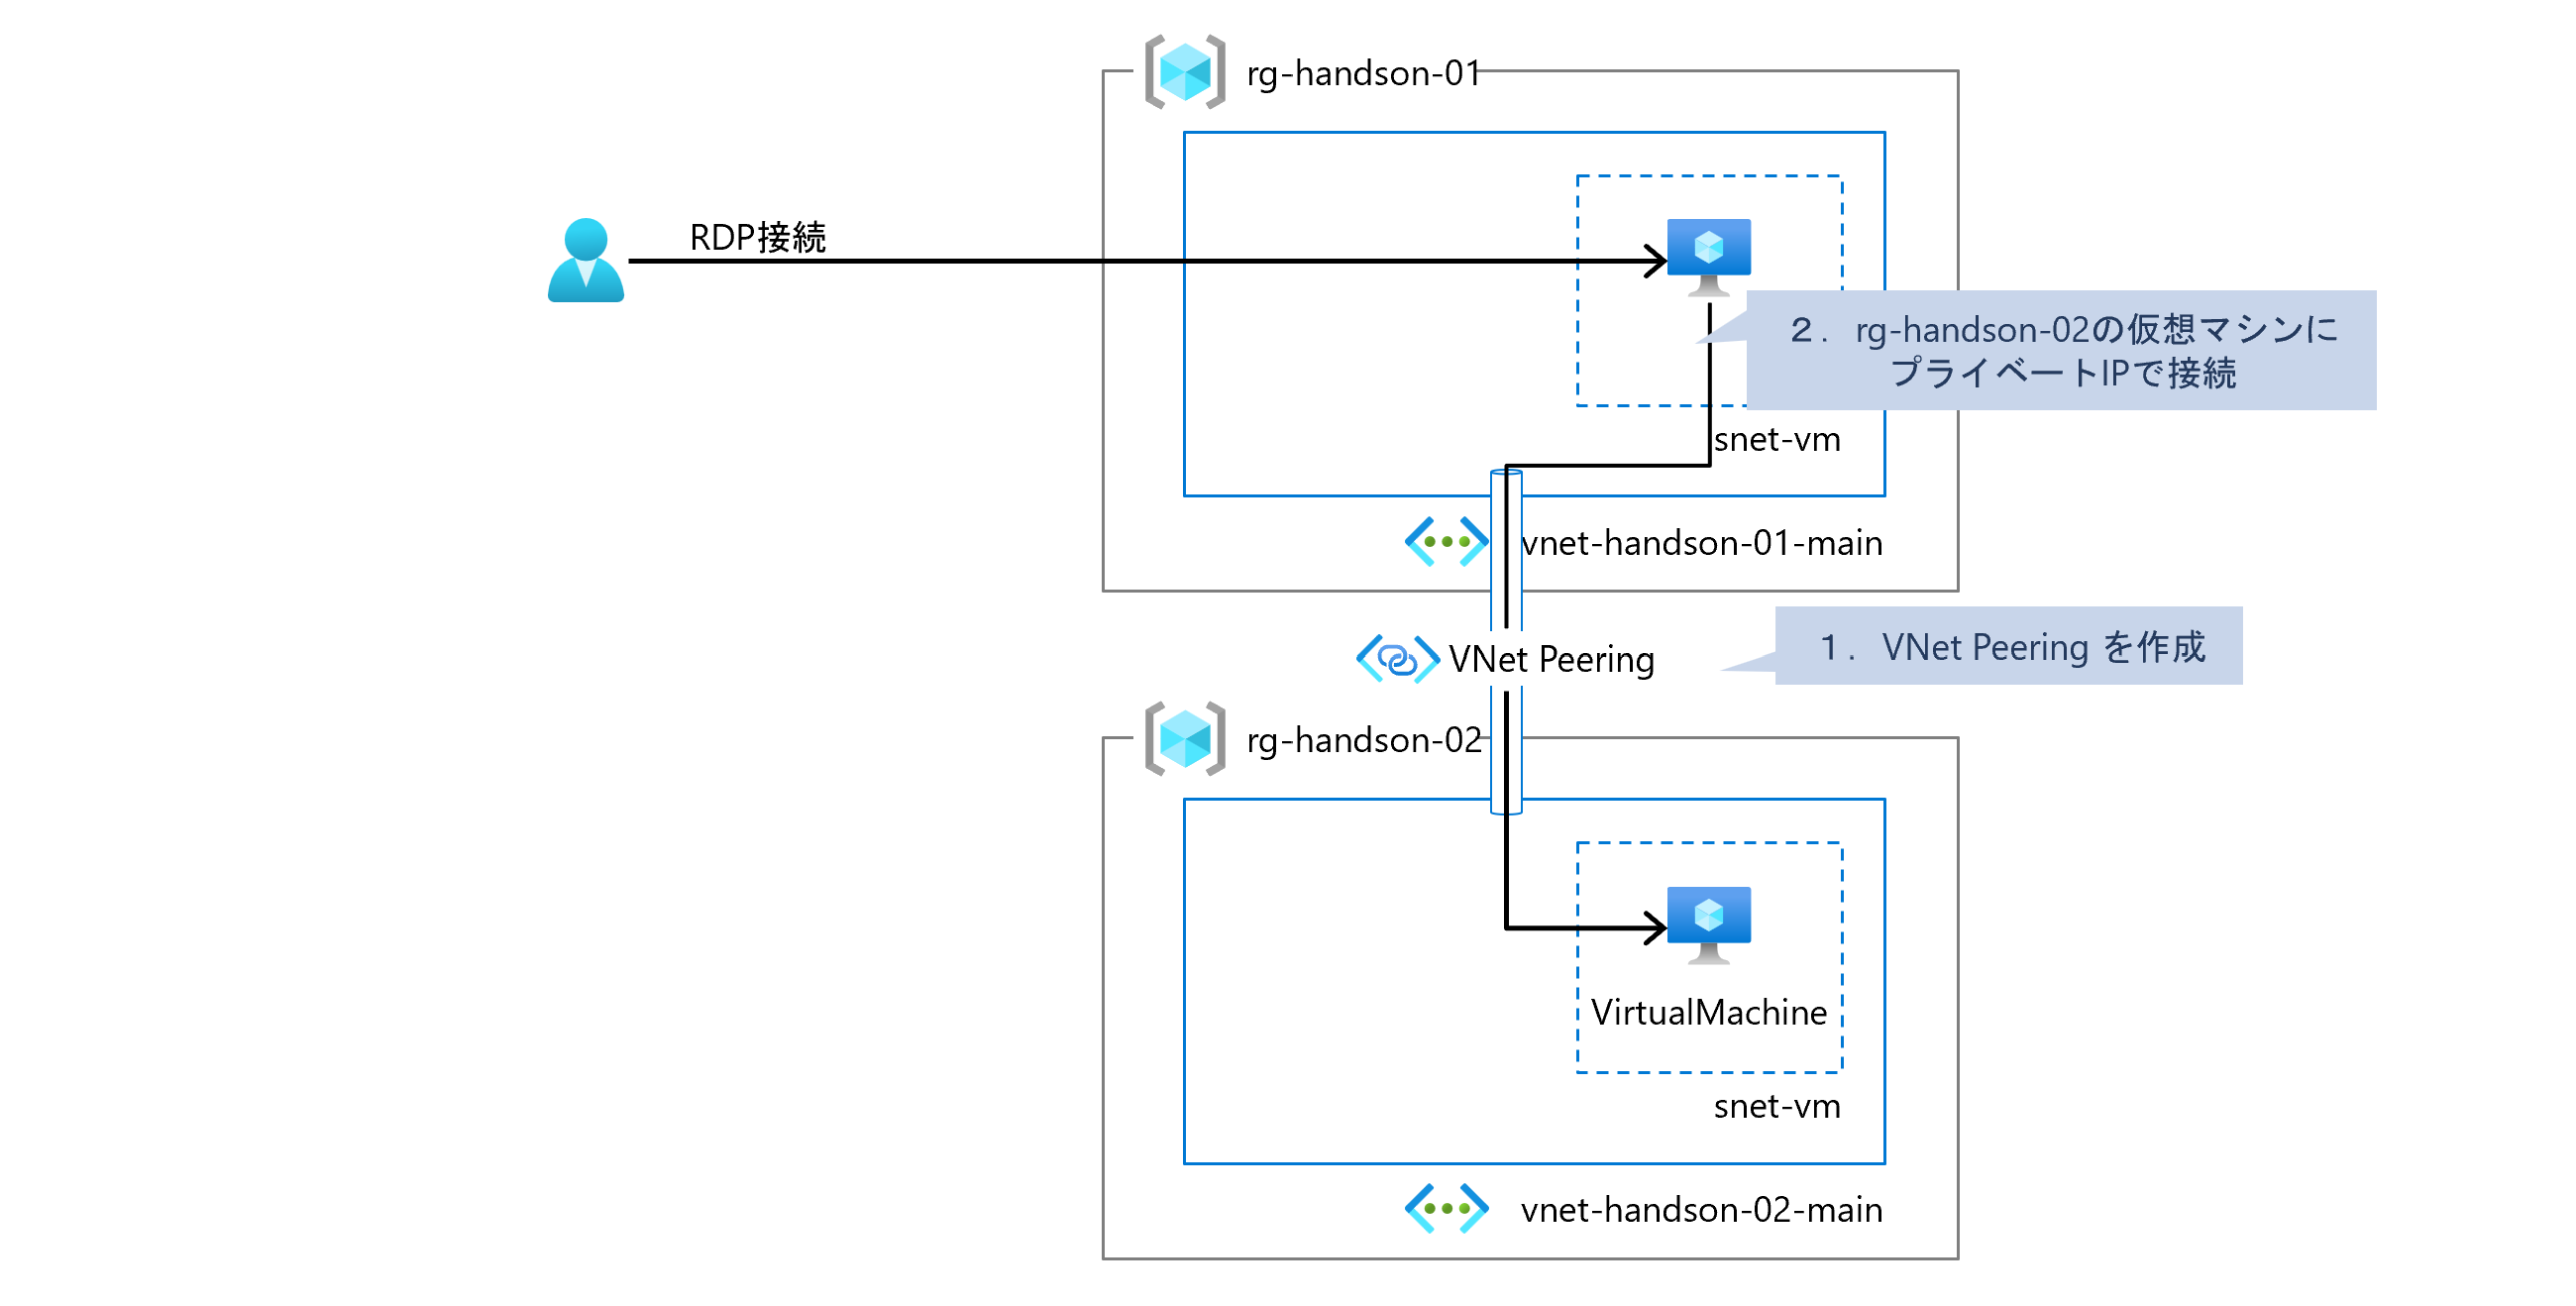 rg-handson-01
RDP接続
２．rg-handson-02の仮想マシンに
プライベートIPで接続
snet-vm
vnet-handson-01-main
１．VNet Peering を作成
VNet Peering
rg-handson-02
VirtualMachine
snet-vm
vnet-handson-02-main